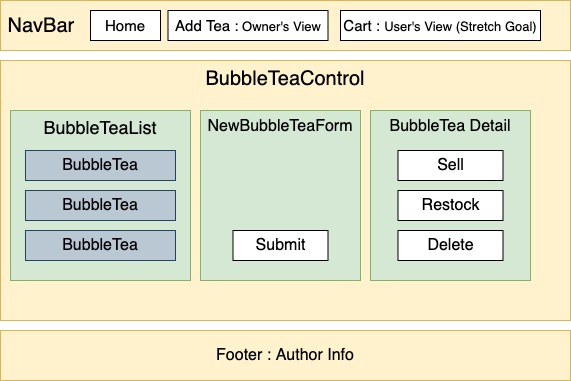 NavBar Home Add Tea : Owner's View Cart : User's View (Stretch Goal)
BubbleTeaControl
BubbleTeaList
BubbleTea
BubbleTea
BubbleTea
NewBubbleTeaForm
Submit
BubbleTea Detail
Sell
Restock
Delete
Footer : Author Info